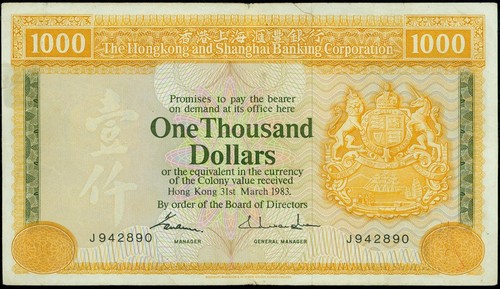 1000 香港上海滙豐銀行 1000
The Hongkong and Shanghai Banking Corporation
Promises to pay the bearer
on demand at its office here
One Thousand
Dollars
or the equivalent in the currency
of the Colony value received
Hong Kong 31st March 1983.
By order of the Board of Directors
壹仟
J942890 MANAGER GENERAL MANAGER J942890